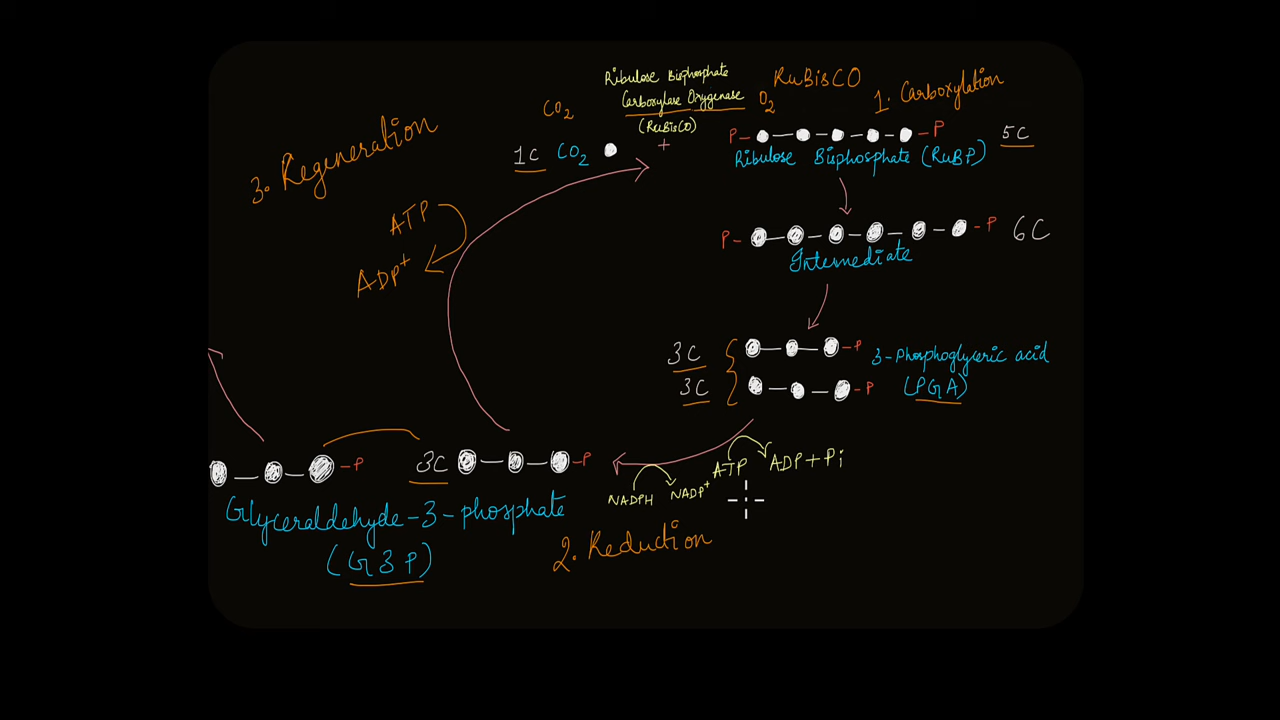 Ribulose Bisphosphate
Carboxylase Oxygenase
(RuBisCO)
+
CO2
O2
RuBisCO
1. Carboxylation
1C CO2
P- -P 5C
Ribulose Bisphosphate (RuBP)
3. Regeneration
ATP
ADP+
P- -P 6C
Intermediate
3C -P
3C -P
3-Phosphoglyceric acid
(PGA)
ATP ADP+Pi
NADPH NADP+
-P 3C -P
Glyceraldehyde-3-phosphate
(G3P)
2. Reduction